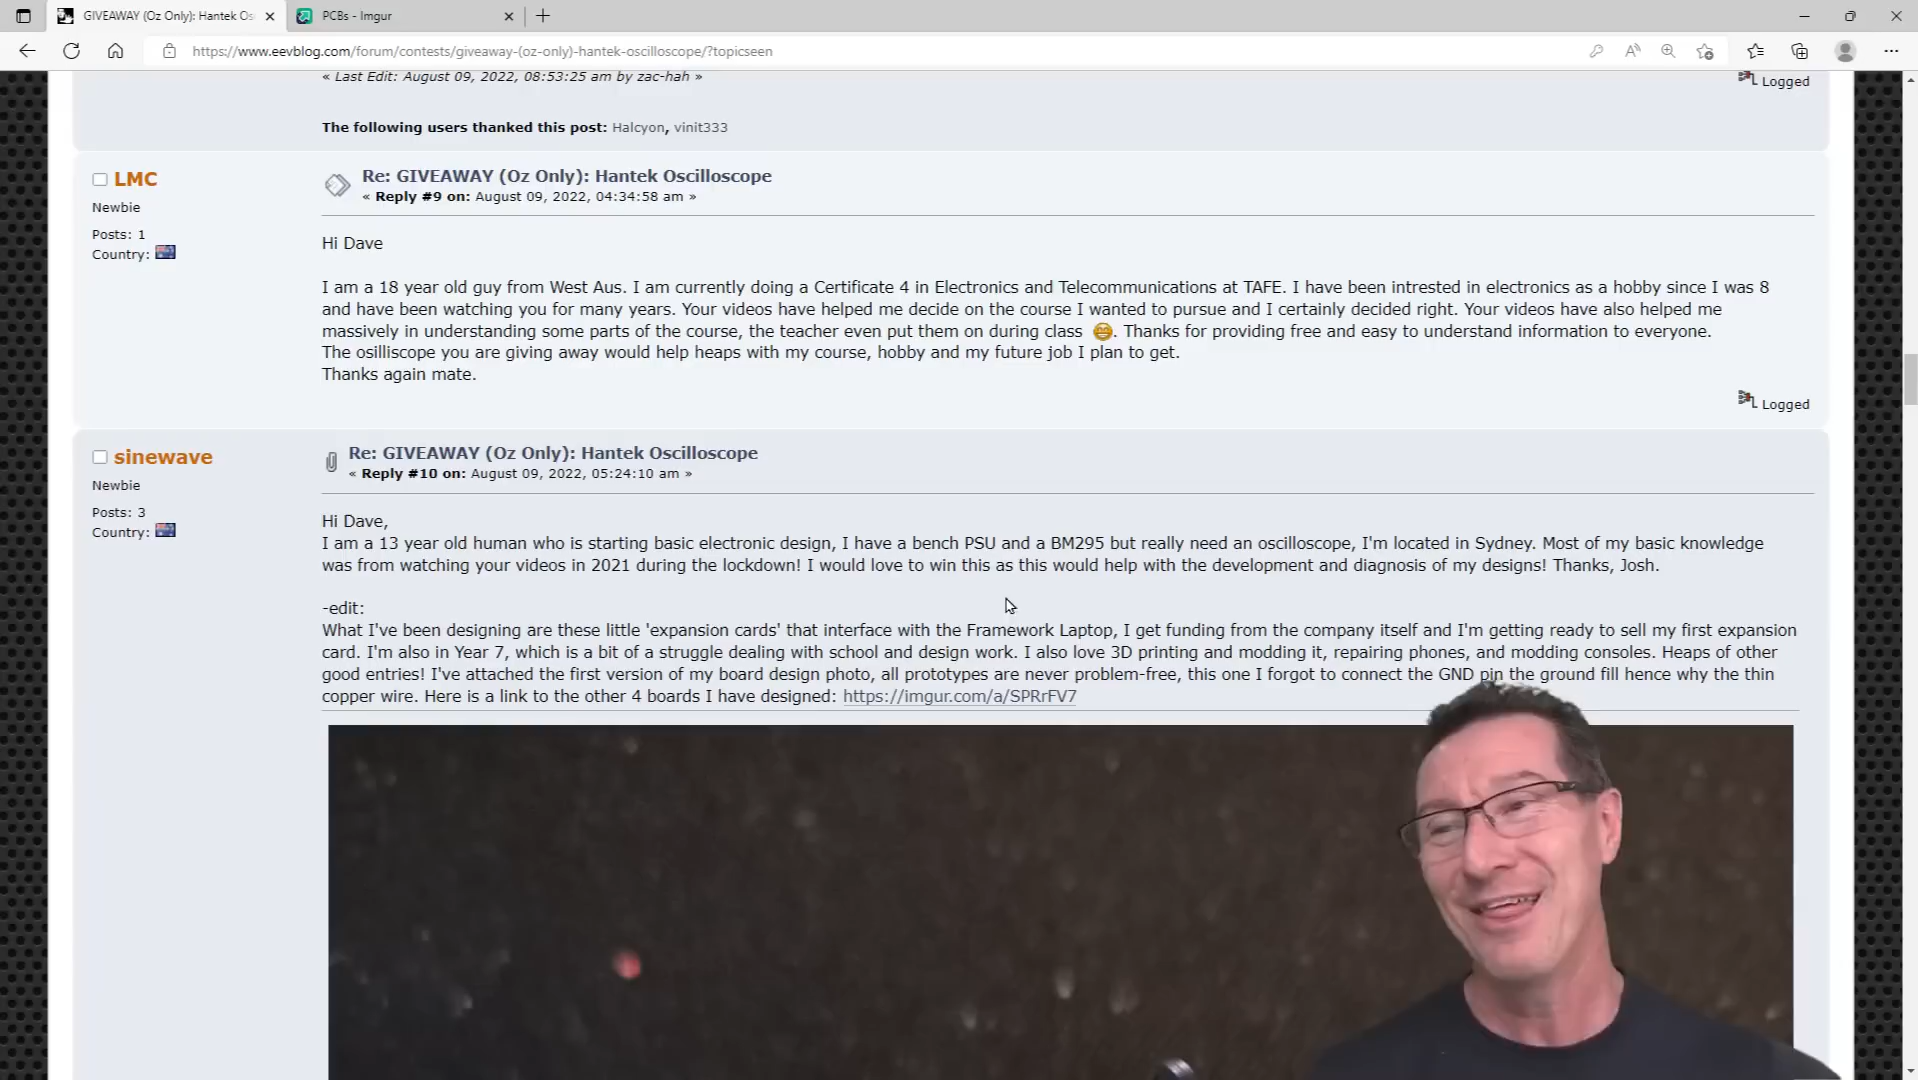 GIVEAWAY (Oz Only): Hantek Os
PCBs - Imgur
https://www.eevblog.com/forum/contests/giveaway-(oz-only)-hantek-oscilloscope/?topicseen
« Last Edit: August 09, 2022, 08:53:25 am by zac-hah »
Logged
The following users thanked this post: Halcyon, vinit333
LMC
Newbie
Posts: 1
Country:
Re: GIVEAWAY (Oz Only): Hantek Oscilloscope
« Reply #9 on: August 09, 2022, 04:34:58 am »
Hi Dave
I am a 18 year old guy from West Aus. I am currently doing a Certificate 4 in Electronics and Telecommunications at TAFE. I have been intrested in electronics as a hobby since I was 8
and have been watching you for many years. Your videos have helped me decide on the course I wanted to pursue and I certainly decided right. Your videos have also helped me
massively in understanding some parts of the course, the teacher even put them on during class 😁. Thanks for providing free and easy to understand information to everyone.
The osilliscope you are giving away would help heaps with my course, hobby and my future job I plan to get.
Thanks again mate.
Logged
sinewave
Newbie
Posts: 3
Country:
Re: GIVEAWAY (Oz Only): Hantek Oscilloscope
« Reply #10 on: August 09, 2022, 05:24:10 am »
Hi Dave,
I am a 13 year old human who is starting basic electronic design, I have a bench PSU and a BM295 but really need an oscilloscope, I'm located in Sydney. Most of my basic knowledge
was from watching your videos in 2021 during the lockdown! I would love to win this as this would help with the development and diagnosis of my designs! Thanks, Josh.
-edit:
What I've been designing are these little 'expansion cards' that interface with the Framework Laptop, I get funding from the company itself and I'm getting ready to sell my first expansion
card. I'm also in Year 7, which is a bit of a struggle dealing with school and design work. I also love 3D printing and modding it, repairing phones, and modding consoles. Heaps of other
good entries! I've attached the first version of my board design photo, all prototypes are never problem-free, this one I forgot to connect the GND pin the ground fill hence why the thin
copper wire. Here is a link to the other 4 boards I have designed: https://imgur.com/a/SPRrFV7